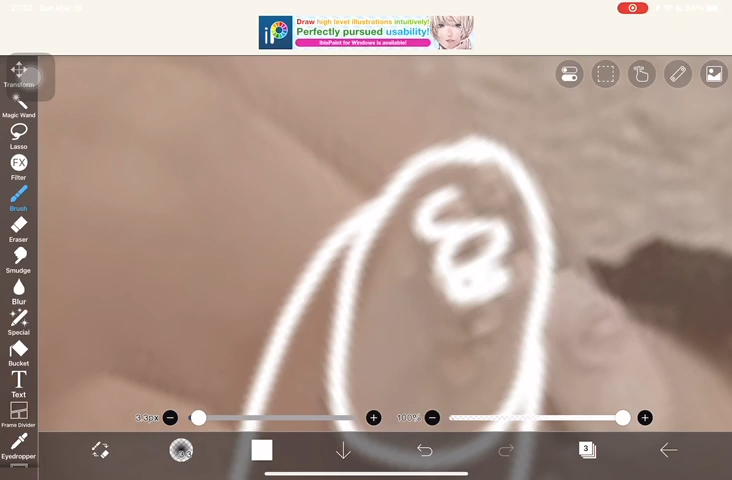 Draw high level illustrations intuitively!
Perfectly pursued usability!
ibisPaint for Windows is available!
Transform
Magic Wand
Lasso
FX
Filter
Brush
Eraser
Smudge
Blur
Special
Bucket
T
Text
Frame Divider
Eyedropper
3.3px
100%
3